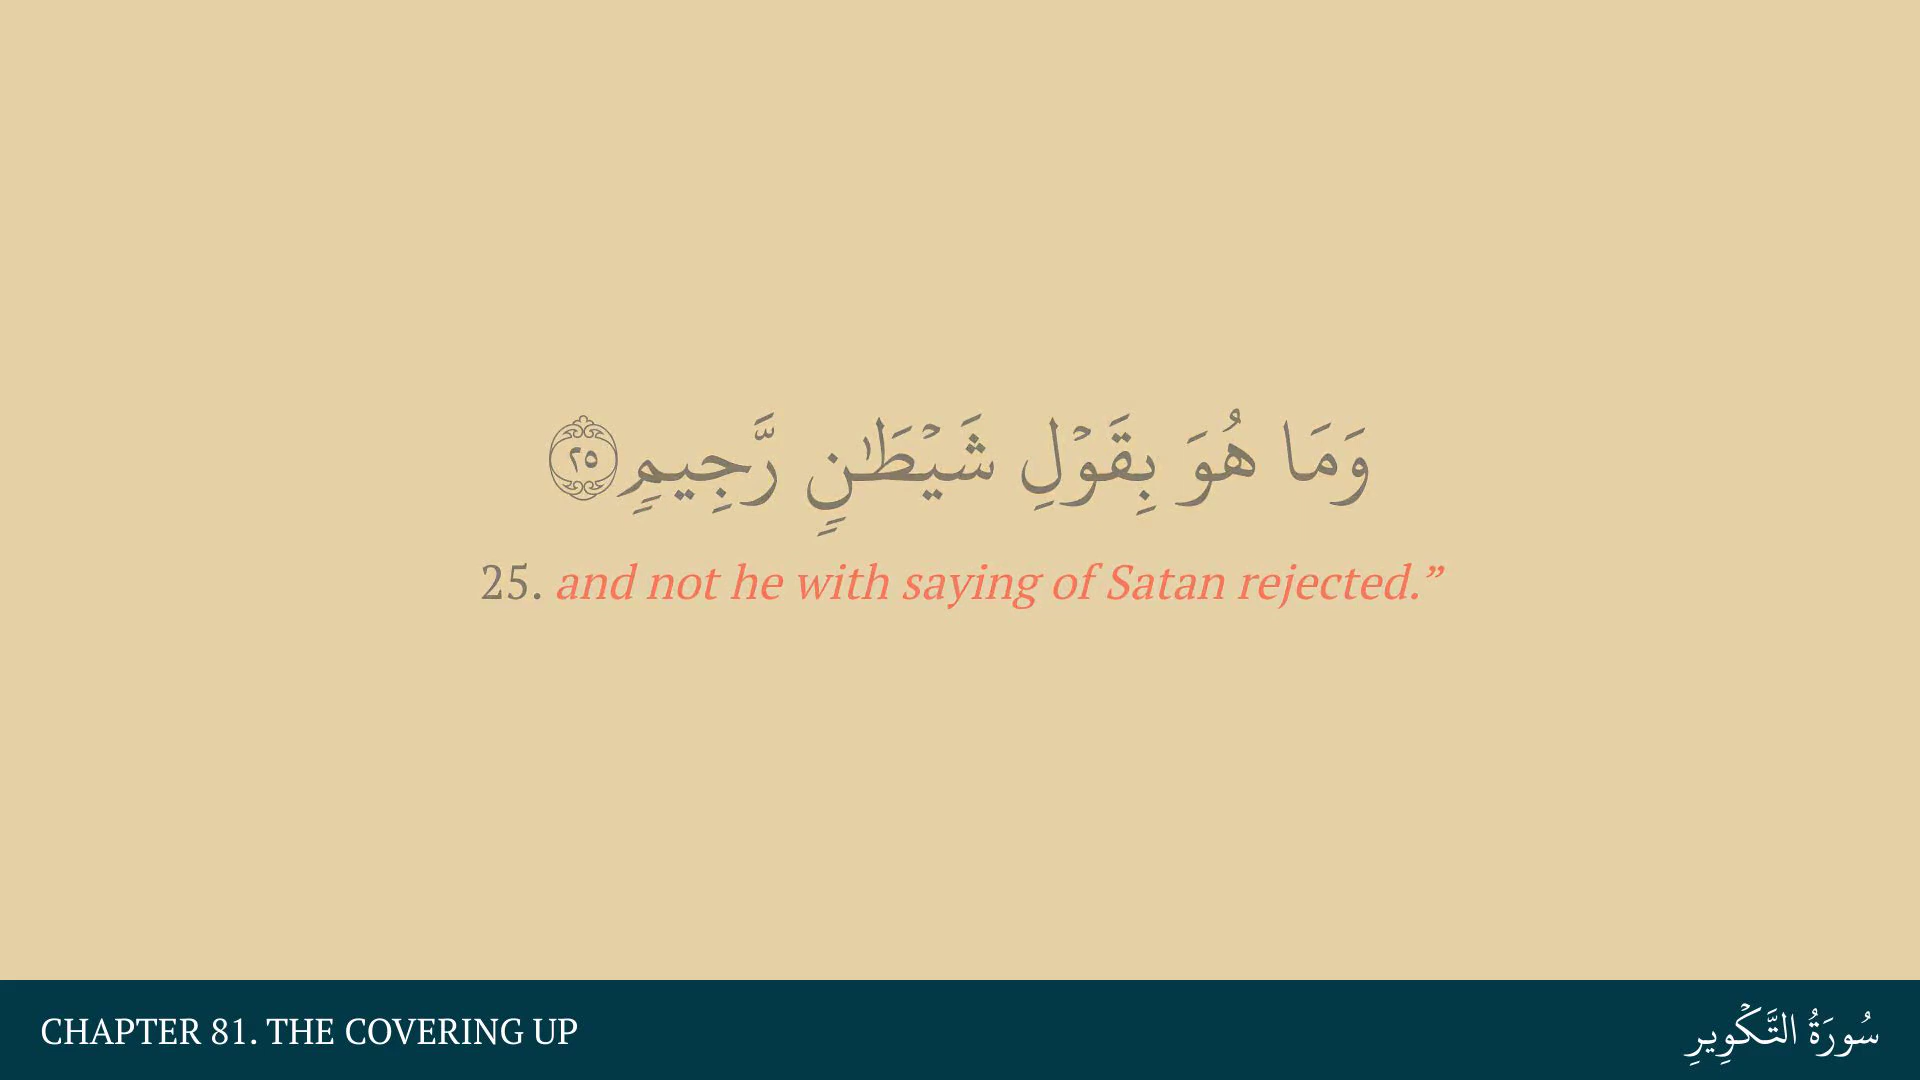 وَمَا هُوَ بِقَوْلِ شَيْطَٰنٍ رَّجِيمٍ ٢٥
25. and not he with saying of Satan rejected.”
CHAPTER 81. THE COVERING UP
سُورَةُ التَّكْوِيرِ